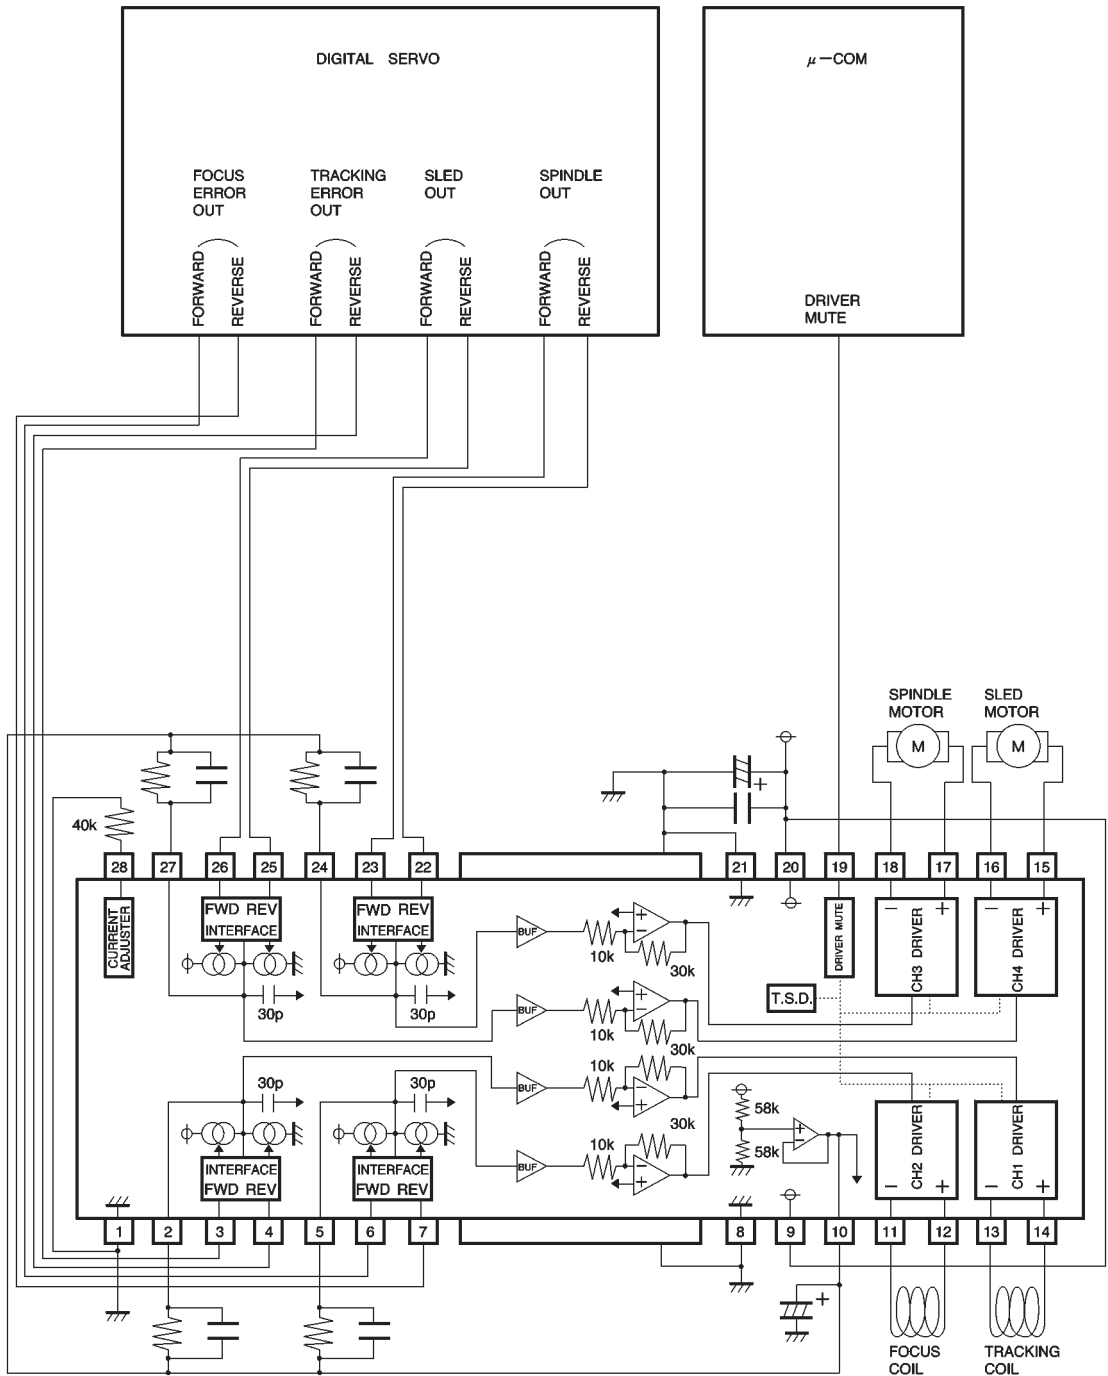 DIGITAL SERVO
μ-COM
FOCUS ERROR OUT
TRACKING ERROR OUT
SLED OUT
SPINDLE OUT
FORWARD
REVERSE
FORWARD
REVERSE
FORWARD
REVERSE
FORWARD
REVERSE
DRIVER MUTE
SPINDLE MOTOR
SLED MOTOR
M
M
+
40k
28
27
26
25
24
23
22
21
20
19
18
17
16
15
CURRENT ADJUSTER
FWD REV
INTERFACE
FWD REV
INTERFACE
30p
30p
BUF
10k
+
−
30k
BUF
10k
+
−
30k
DRIVER MUTE
T.S.D.
− +
CH3 DRIVER
− +
CH4 DRIVER
30p
30p
INTERFACE
FWD REV
INTERFACE
FWD REV
BUF
10k
−
+
30k
BUF
10k
−
+
58k
58k
+
−
CH2 DRIVER
− +
CH1 DRIVER
− +
1
2
3
4
5
6
7
8
9
10
11
12
13
14
+
FOCUS COIL
TRACKING COIL